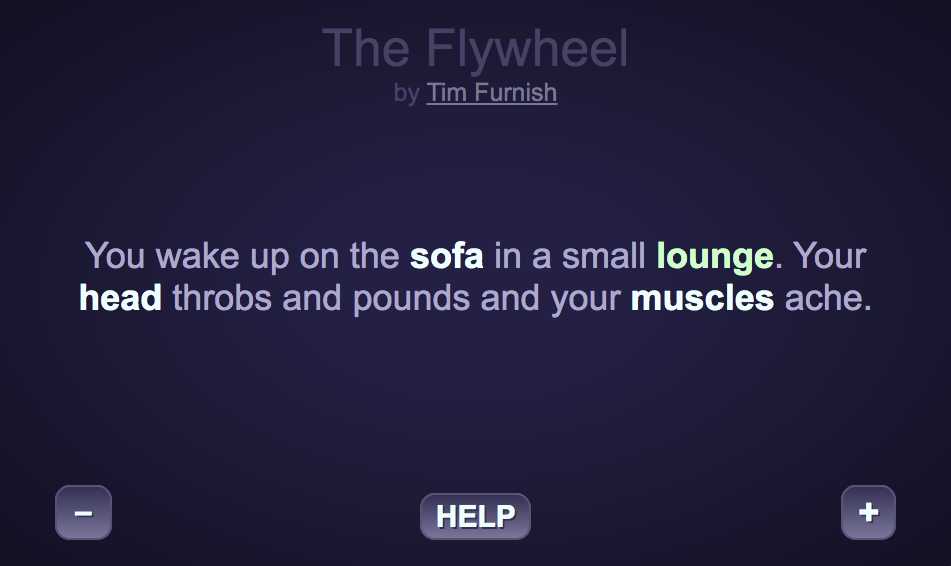 The Flywheel
by Tim Furnish
You wake up on the sofa in a small lounge. Your
head throbs and pounds and your muscles ache.
– HELP +